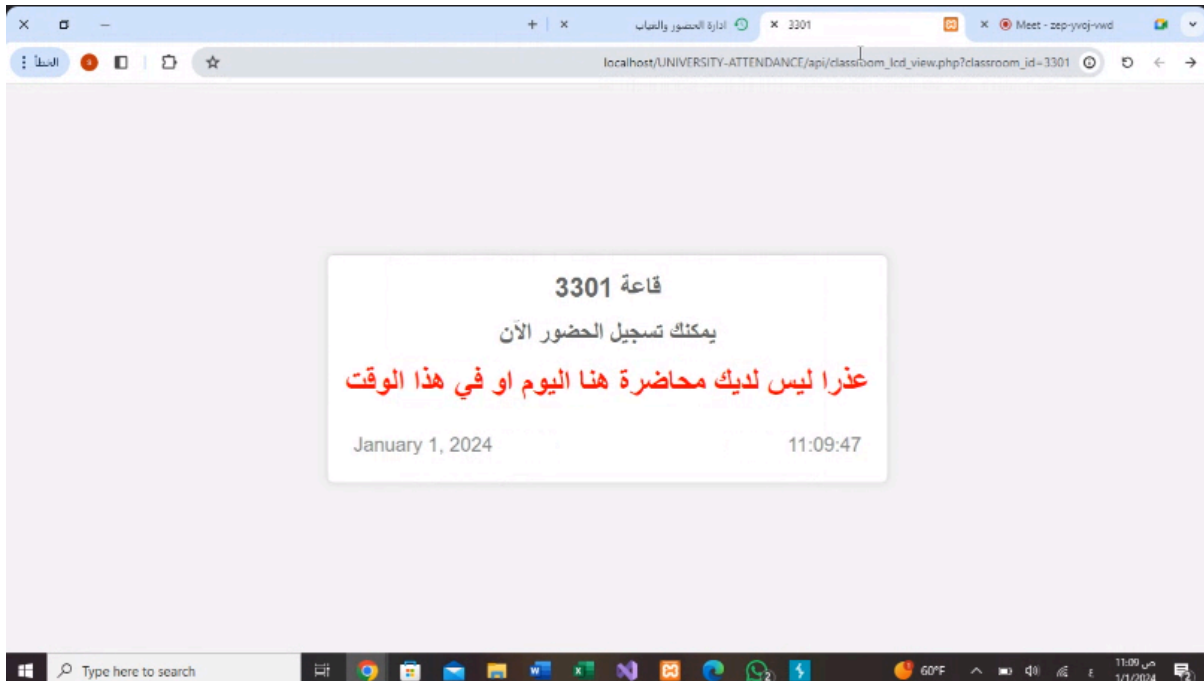 Meet - zep-yvoj-vwd
3301
ادارة الحضور والغياب
localhost/UNIVERSITY-ATTENDANCE/api/classroom_lcd_view.php?classroom_id=3301
قاعة 3301
يمكنك تسجيل الحضور الآن
عذرا ليس لديك محاضرة هنا اليوم او في هذا الوقت
January 1, 2024
11:09:47
Type here to search
60°F
11:09 ص
1/1/2024